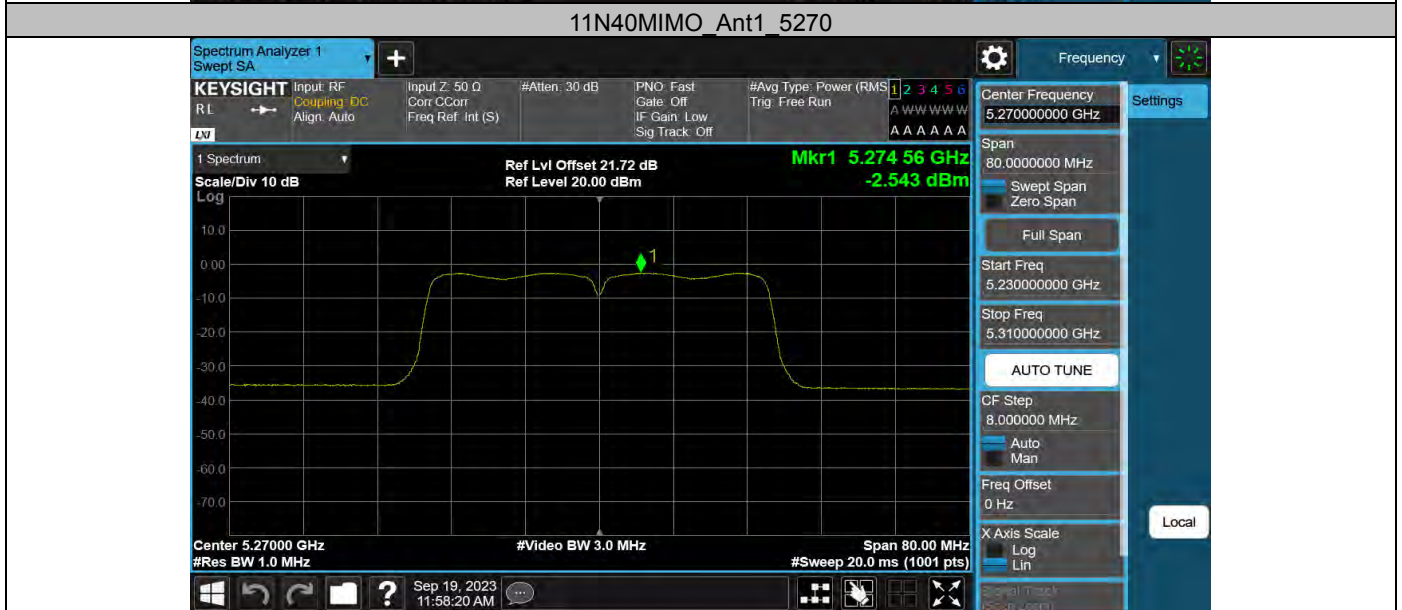 11N40MIMO_Ant1_5270
Spectrum Analyzer 1
Swept SA
+
Frequency
KEYSIGHT
RL
LXI
Input: RF
Coupling: DC
Align: Auto
Input Z: 50 Ω
Corr CCorr
Freq Ref: Int (S)
#Atten: 30 dB
PNO: Fast
Gate: Off
IF Gain: Low
Sig Track: Off
#Avg Type: Power (RMS
Trig: Free Run
1 2 3 4 5 6
A W W W W W
A A A A A A
1 Spectrum
Scale/Div 10 dB
Log
Ref Lvl Offset 21.72 dB
Ref Level 20.00 dBm
Mkr1 5.274 56 GHz
-2.543 dBm
10.0
0.00
-10.0
-20.0
-30.0
-40.0
-50.0
-60.0
-70.0
1
Center 5.27000 GHz
#Res BW 1.0 MHz
#Video BW 3.0 MHz
Span 80.00 MHz
#Sweep 20.0 ms (1001 pts)
Center Frequency
5.270000000 GHz
Settings
Span
80.0000000 MHz
Swept Span
Zero Span
Full Span
Start Freq
5.230000000 GHz
Stop Freq
5.310000000 GHz
AUTO TUNE
CF Step
8.000000 MHz
Auto
Man
Freq Offset
0 Hz
X Axis Scale
Log
Lin
Local
?
Sep 19, 2023
11:58:20 AM